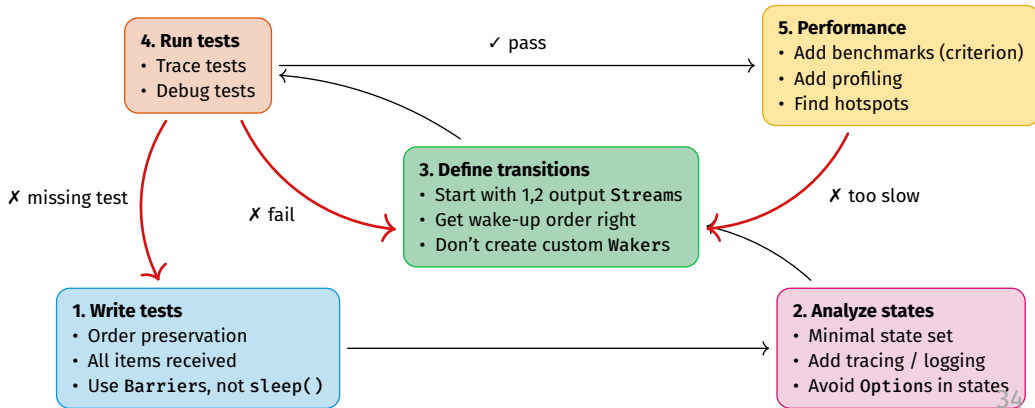 4. Run tests
• Trace tests
• Debug tests
✓ pass
5. Performance
• Add benchmarks (criterion)
• Add profiling
• Find hotspots
✗ missing test
✗ fail
3. Define transitions
• Start with 1,2 output Streams
• Get wake-up order right
• Don't create custom Wakers
✗ too slow
1. Write tests
• Order preservation
• All items received
• Use Barriers, not sleep()
2. Analyze states
• Minimal state set
• Add tracing / logging
• Avoid Options in states
34